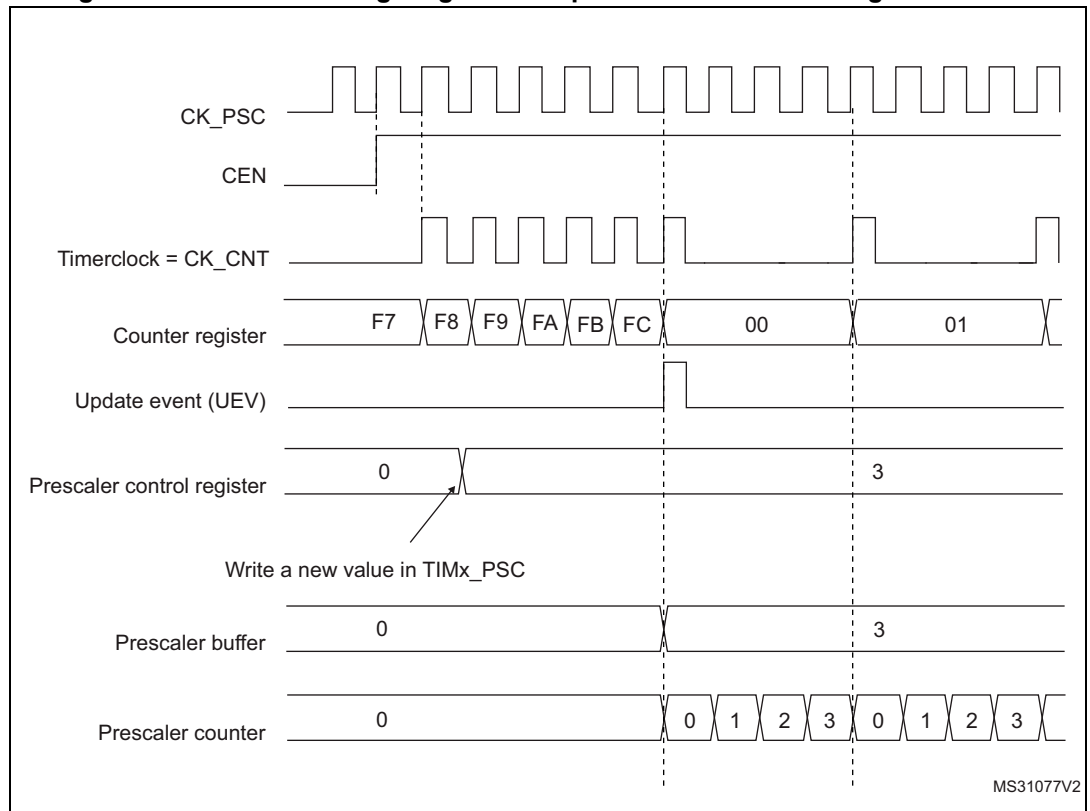 CK_PSC
CEN
Timerclock = CK_CNT
Counter register F7 F8 F9 FA FB FC 00 01
Update event (UEV)
Prescaler control register 0 3
Write a new value in TIMx_PSC
Prescaler buffer 0 3
Prescaler counter 0 0 1 2 3 0 1 2 3
MS31077V2